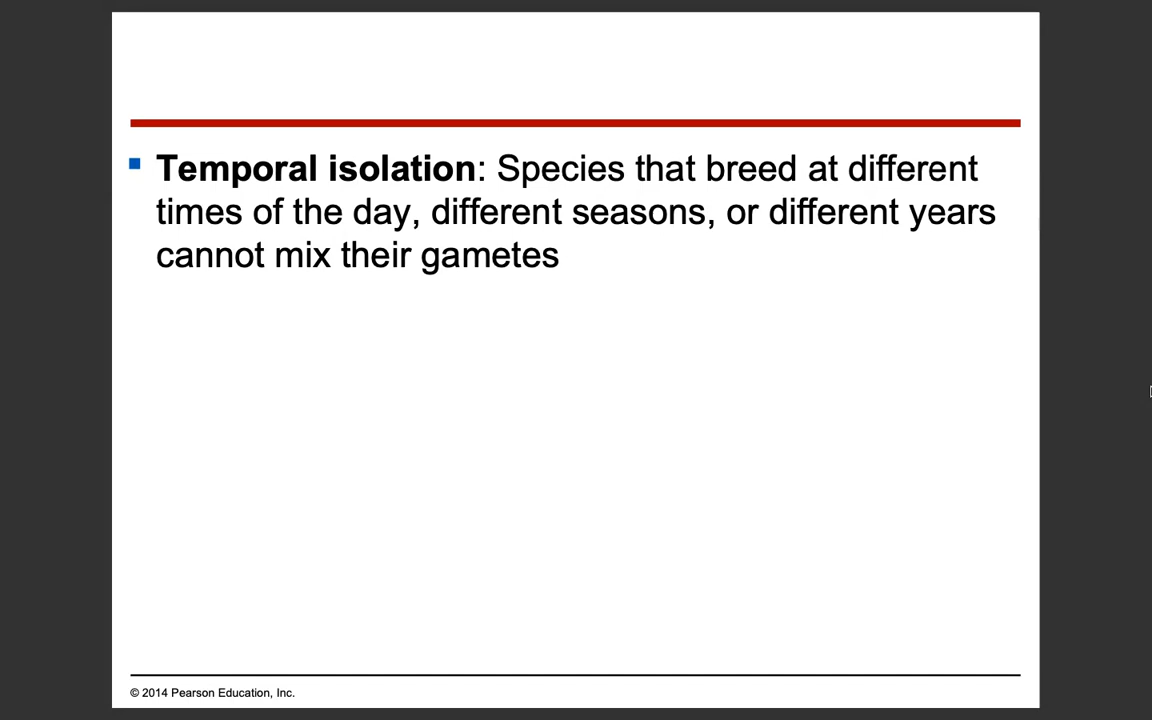 Temporal isolation: Species that breed at different
times of the day, different seasons, or different years
cannot mix their gametes
© 2014 Pearson Education, Inc.